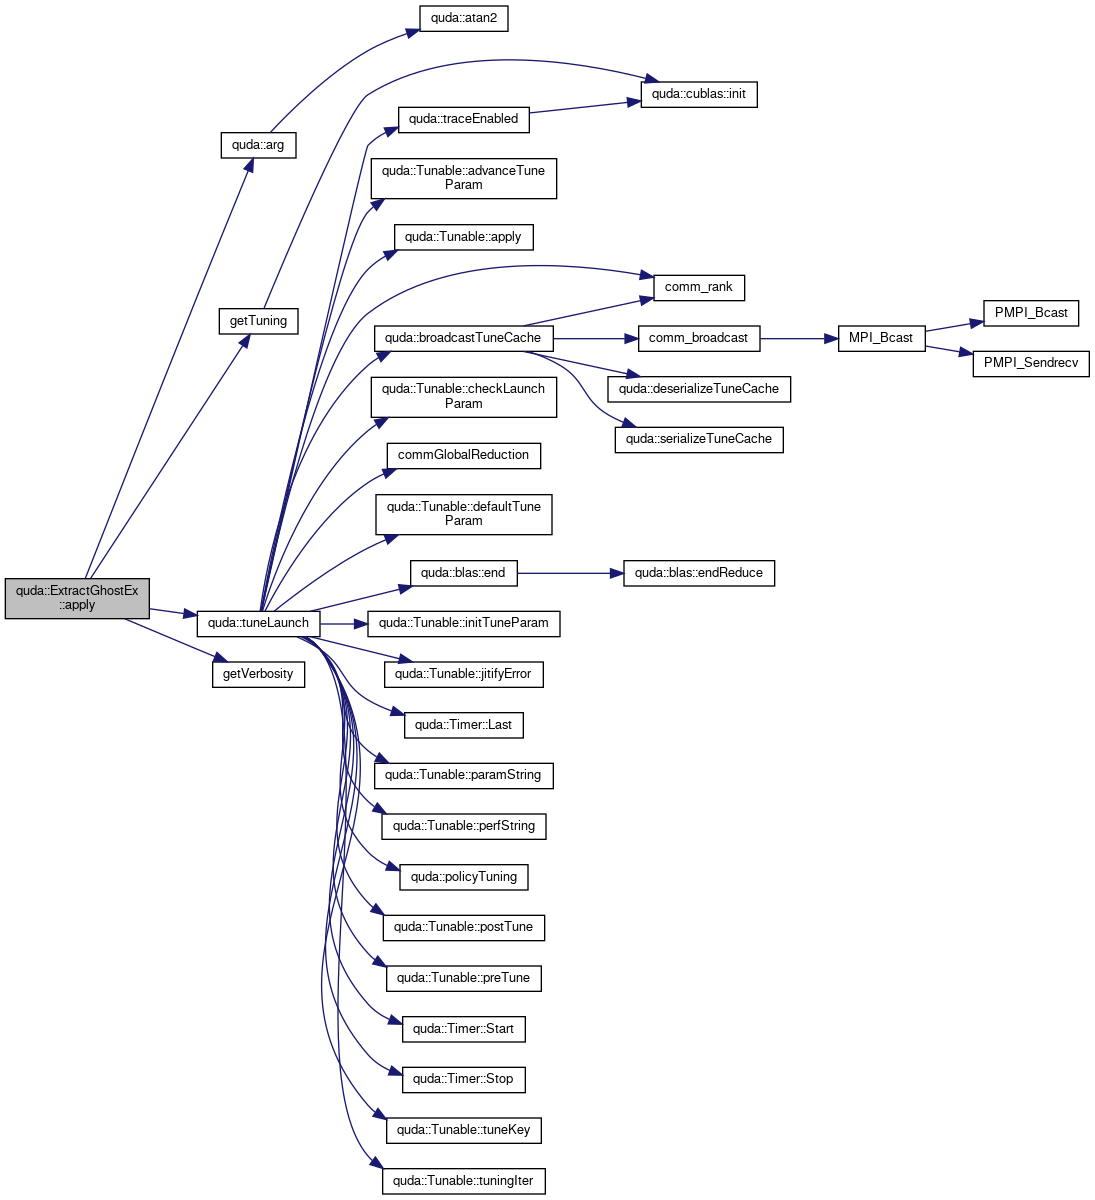 quda::atan2
quda::cublas::init
quda::traceEnabled
quda::arg
quda::Tunable::advanceTune
Param
quda::Tunable::apply
comm_rank
getTuning
PMPI_Bcast
quda::broadcastTuneCache
comm_broadcast
MPI_Bcast
PMPI_Sendrecv
quda::Tunable::checkLaunch
Param
quda::deserializeTuneCache
quda::serializeTuneCache
commGlobalReduction
quda::Tunable::defaultTune
Param
quda::blas::end
quda::blas::endReduce
quda::ExtractGhostEx
::apply
quda::tuneLaunch
quda::Tunable::initTuneParam
getVerbosity
quda::Tunable::jitifyError
quda::Timer::Last
quda::Tunable::paramString
quda::Tunable::perfString
quda::policyTuning
quda::Tunable::postTune
quda::Tunable::preTune
quda::Timer::Start
quda::Timer::Stop
quda::Tunable::tuneKey
quda::Tunable::tuningIter